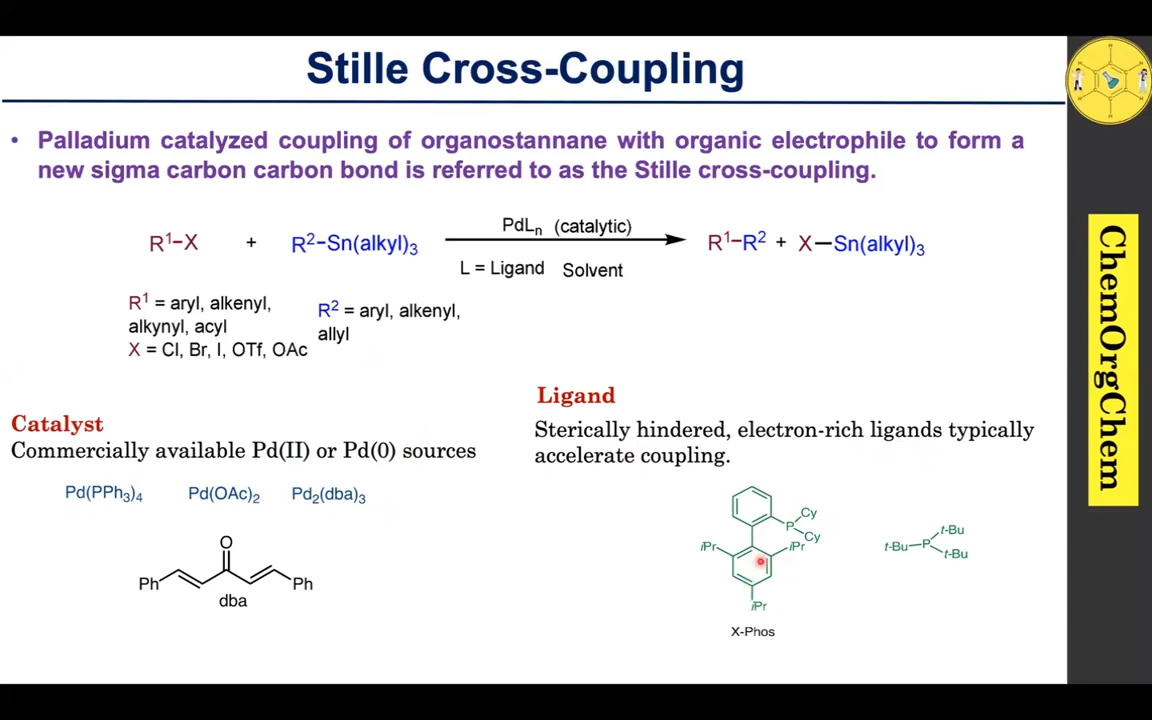 Stille Cross-Coupling
• Palladium catalyzed coupling of organostannane with organic electrophile to form a
new sigma carbon carbon bond is referred to as the Stille cross-coupling.
R¹–X + R²–Sn(alkyl)₃ PdLₙ (catalytic) R¹–R² + X–Sn(alkyl)₃
L = Ligand Solvent
R¹ = aryl, alkenyl,
alkynyl, acyl
X = Cl, Br, I, OTf, OAc
R² = aryl, alkenyl,
allyl
Catalyst
Commercially available Pd(II) or Pd(0) sources
Pd(PPh₃)₄ Pd(OAc)₂ Pd₂(dba)₃
O
Ph Ph
dba
Ligand
Sterically hindered, electron-rich ligands typically
accelerate coupling.
Cy
P
Cy
iPr iPr
iPr
X-Phos
t-Bu
t-Bu P
t-Bu
ChemOrgChem